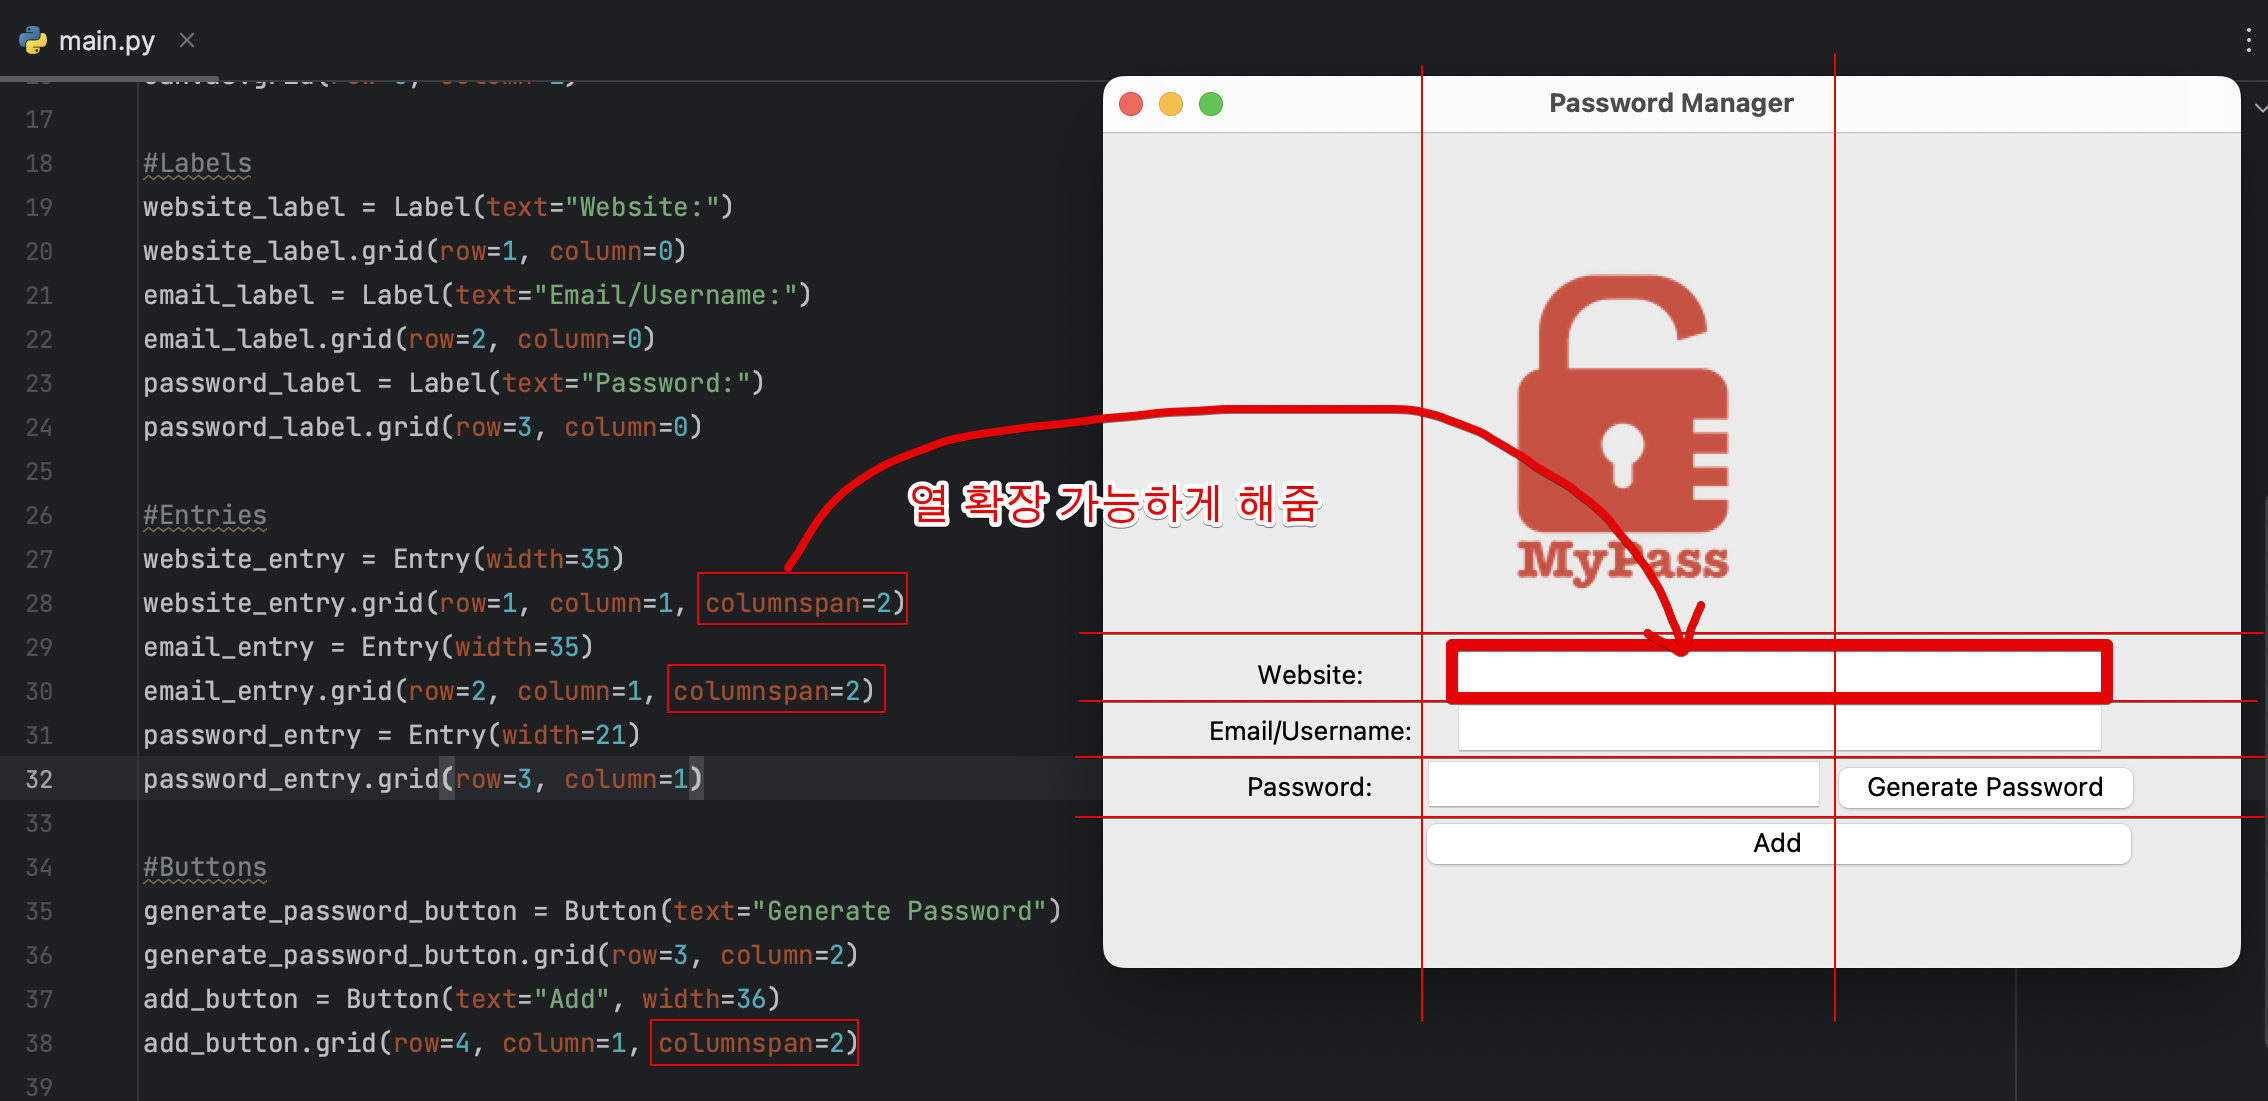 main.py
17
18 #Labels
19 website_label = Label(text="Website:")
20 website_label.grid(row=1, column=0)
21 email_label = Label(text="Email/Username:")
22 email_label.grid(row=2, column=0)
23 password_label = Label(text="Password:")
24 password_label.grid(row=3, column=0)
25
26 #Entries
27 website_entry = Entry(width=35)
28 website_entry.grid(row=1, column=1, columnspan=2)
29 email_entry = Entry(width=35)
30 email_entry.grid(row=2, column=1, columnspan=2)
31 password_entry = Entry(width=21)
32 password_entry.grid(row=3, column=1)
33
34 #Buttons
35 generate_password_button = Button(text="Generate Password")
36 generate_password_button.grid(row=3, column=2)
37 add_button = Button(text="Add", width=36)
38 add_button.grid(row=4, column=1, columnspan=2)
39
열 확장 가능하게 해줌
Password Manager
MyPass
Website:
Email/Username:
Password:
Generate Password
Add